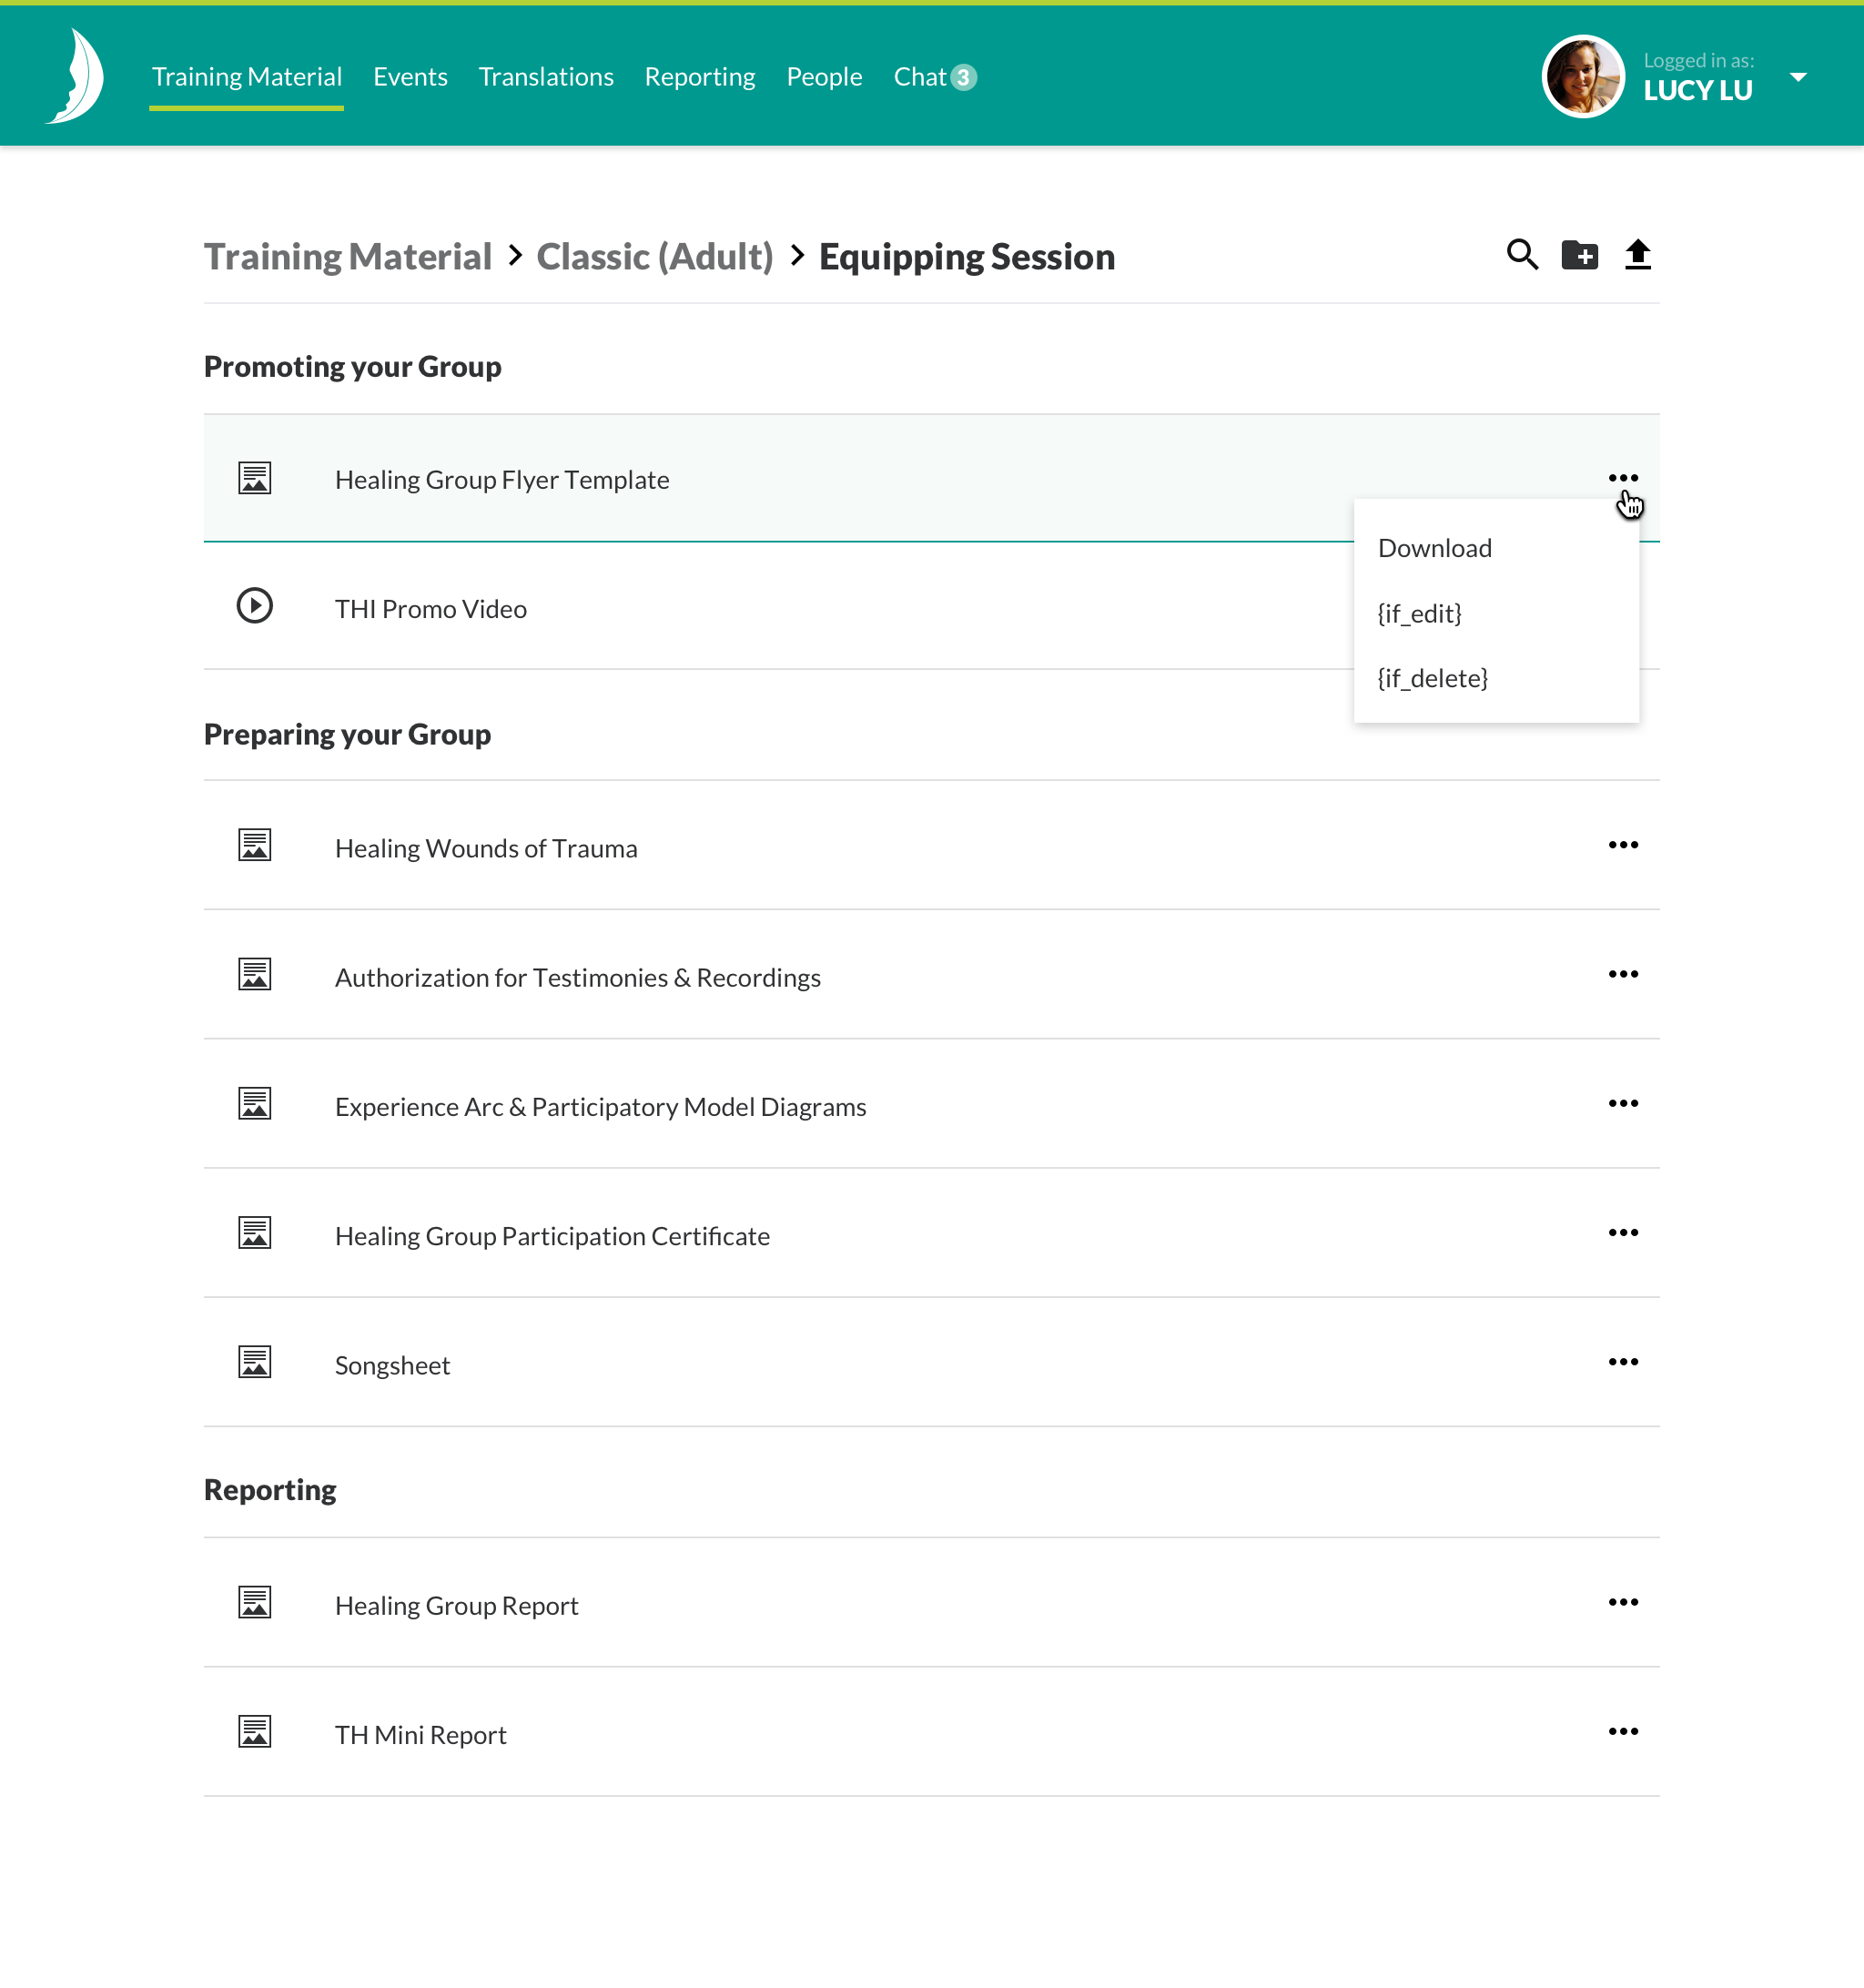 Training Material Events Translations Reporting People Chat 3
Logged in as:
LUCY LU
Training Material > Classic (Adult) > Equipping Session
Promoting your Group
Healing Group Flyer Template
Download
{if_edit}
{if_delete}
THI Promo Video
Preparing your Group
Healing Wounds of Trauma
Authorization for Testimonies & Recordings
Experience Arc & Participatory Model Diagrams
Healing Group Participation Certificate
Songsheet
Reporting
Healing Group Report
TH Mini Report